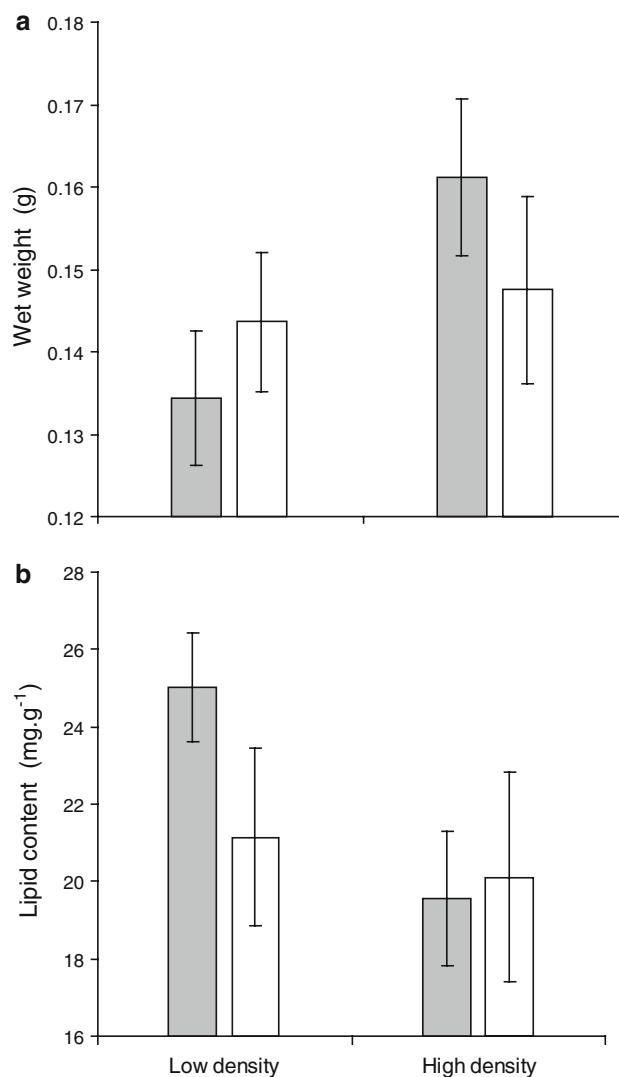 a
0.18
0.17
0.16
0.15
0.14
0.13
0.12
Wet weight (g)
b
28
26
24
22
20
18
16
Lipid content (mg.g⁻¹)
Low density High density